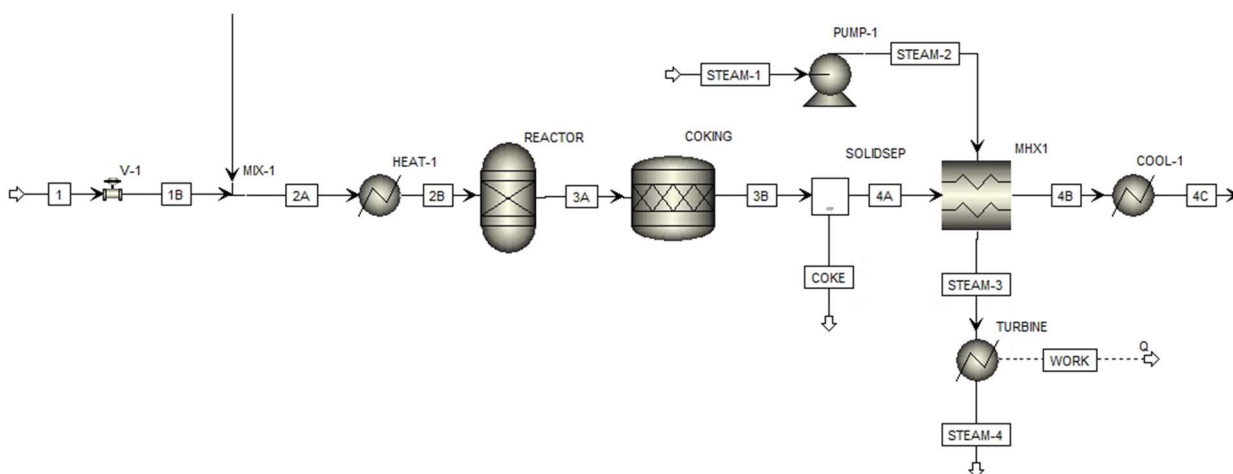 PUMP-1
STEAM-1
STEAM-2
REACTOR
COKING
SOLIDSEP
MHX1
COOL-1
HEAT-1
V-1
MIX-1
1
1B
2A
2B
3A
3B
4A
4B
4C
COKE
STEAM-3
TURBINE
WORK
Q
STEAM-4